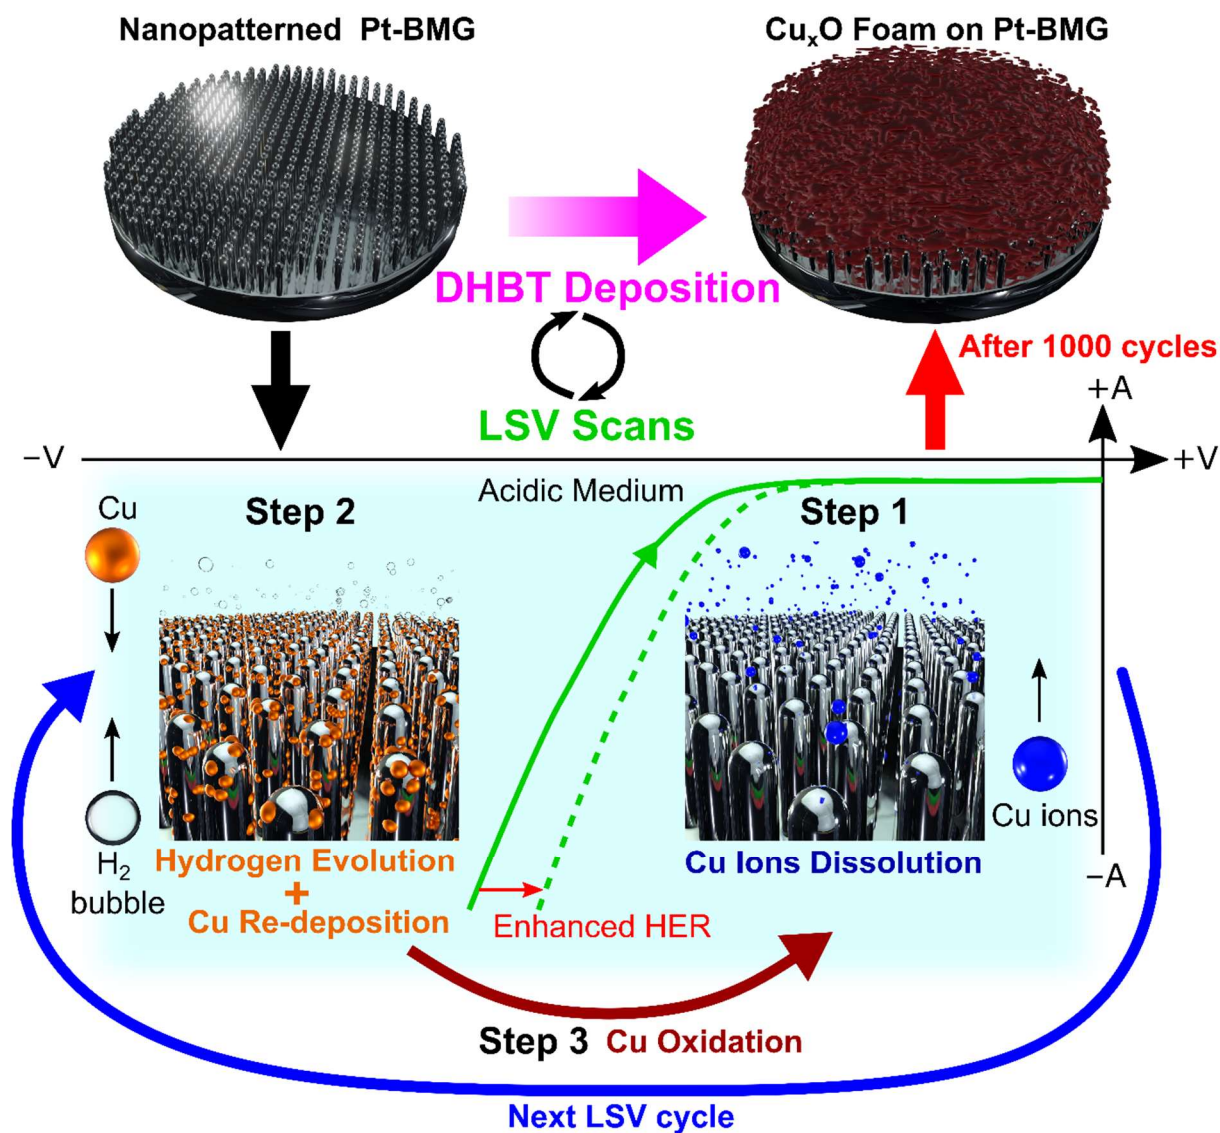 Nanopatterned Pt-BMG
CuₓO Foam on Pt-BMG
DHBT Deposition
After 1000 cycles
LSV Scans
+A
−V
+V
Acidic Medium
Cu
Step 2
Step 1
H₂
bubble
Cu ions
Hydrogen Evolution
+
Cu Re-deposition
Cu Ions Dissolution
−A
Enhanced HER
Step 3 Cu Oxidation
Next LSV cycle